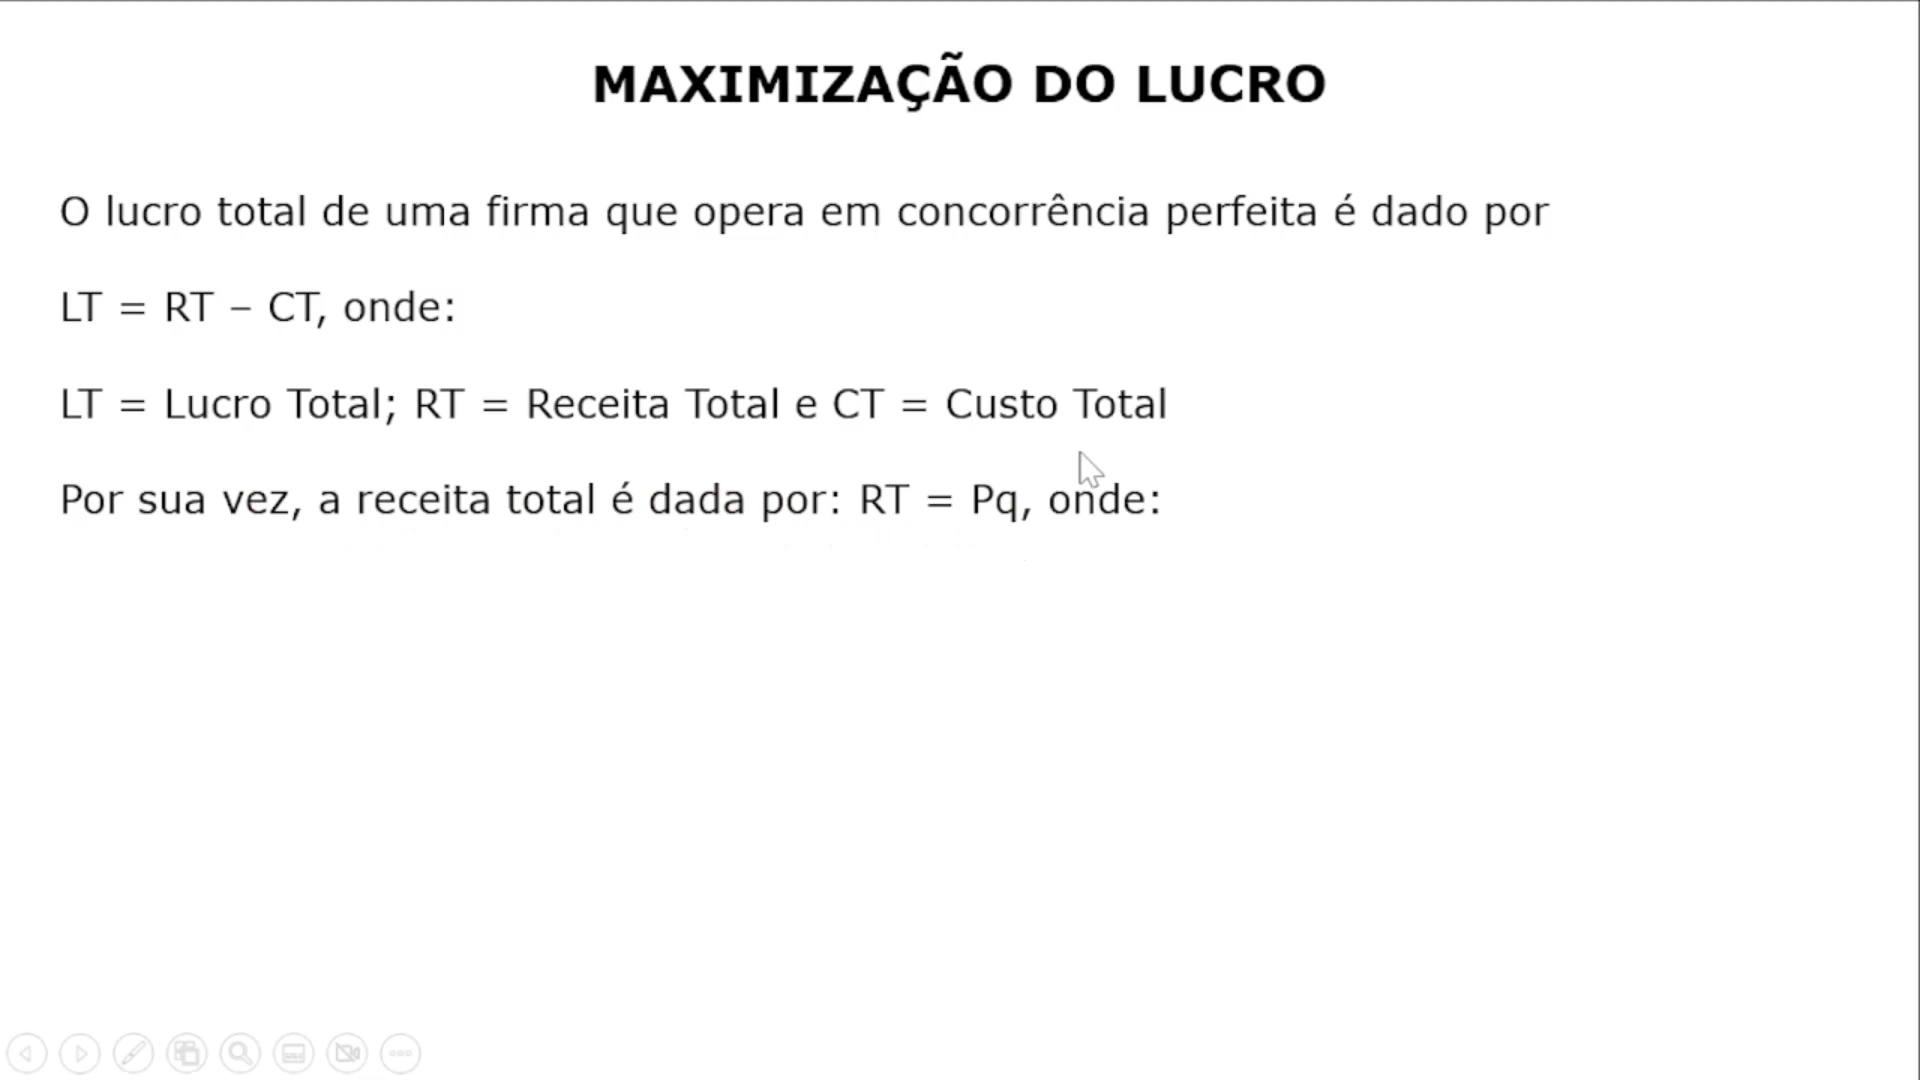 MAXIMIZAÇÃO DO LUCRO
O lucro total de uma firma que opera em concorrência perfeita é dado por
LT = RT – CT, onde:
LT = Lucro Total; RT = Receita Total e CT = Custo Total
Por sua vez, a receita total é dada por: RT = Pq, onde: